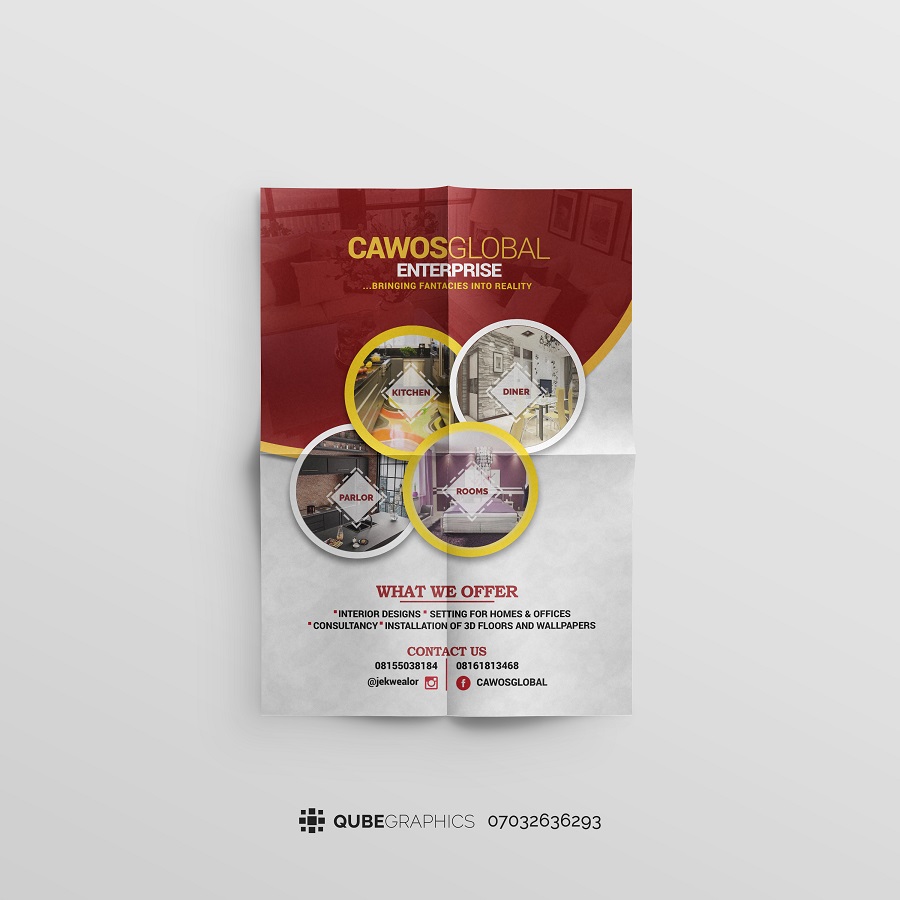 CAWOSGLOBAL
ENTERPRISE
...BRINGING FANTACIES INTO REALITY
KITCHEN
DINER
PARLOR
ROOMS
WHAT WE OFFER
*INTERIOR DESIGNS * SETTING FOR HOMES & OFFICES
*CONSULTANCY * INSTALLATION OF 3D FLOORS AND WALLPAPERS
CONTACT US
08155038184 | 08161813468
@jekwealor CAWOSGLOBAL
QUBEGRAPHICS 07032636293